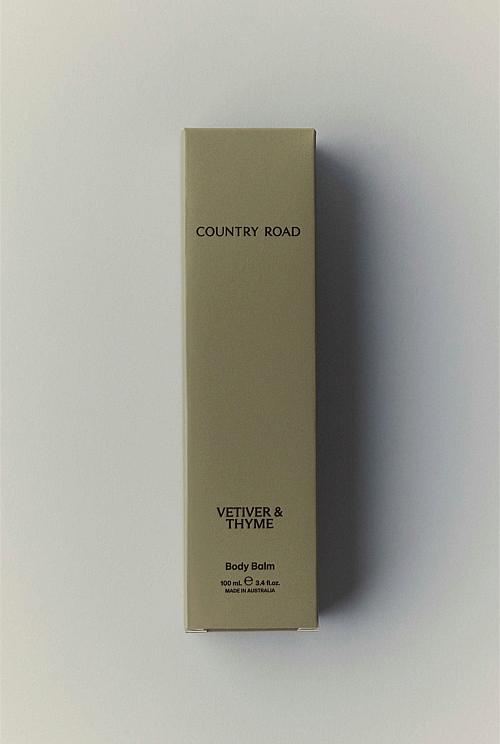 COUNTRY ROAD
VETIVER &
THYME
Body Balm
100 mL ℮ 3.4 fl.oz.
MADE IN AUSTRALIA